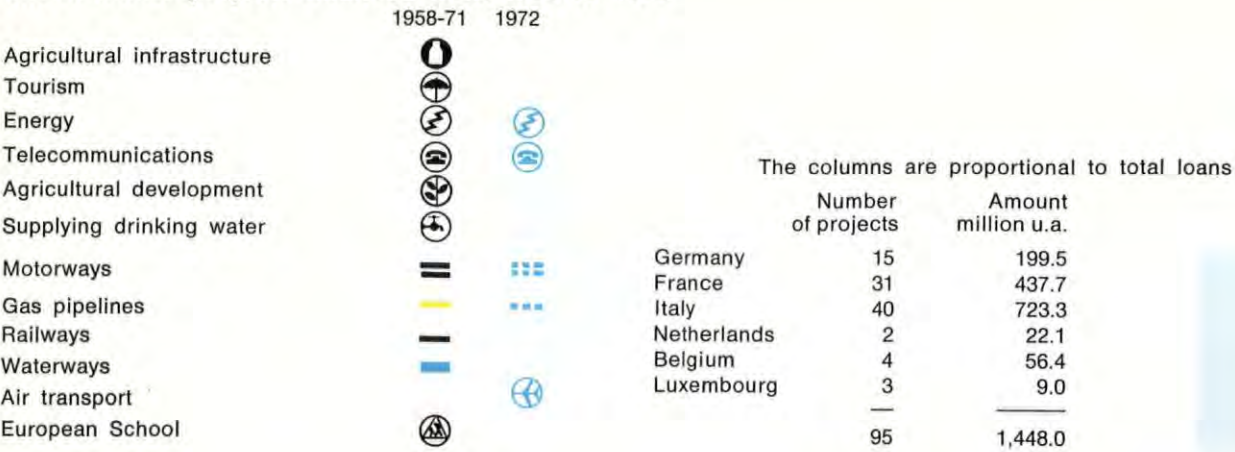 1958-71 1972
Agricultural infrastructure
Tourism
Energy
Telecommunications
Agricultural development
Supplying drinking water
Motorways
Gas pipelines
Railways
Waterways
Air transport
European School
The columns are proportional to total loans
Number Amount
of projects million u.a.
Germany 15 199.5
France 31 437.7
Italy 40 723.3
Netherlands 2 22.1
Belgium 4 56.4
Luxembourg 3 9.0
95 1,448.0